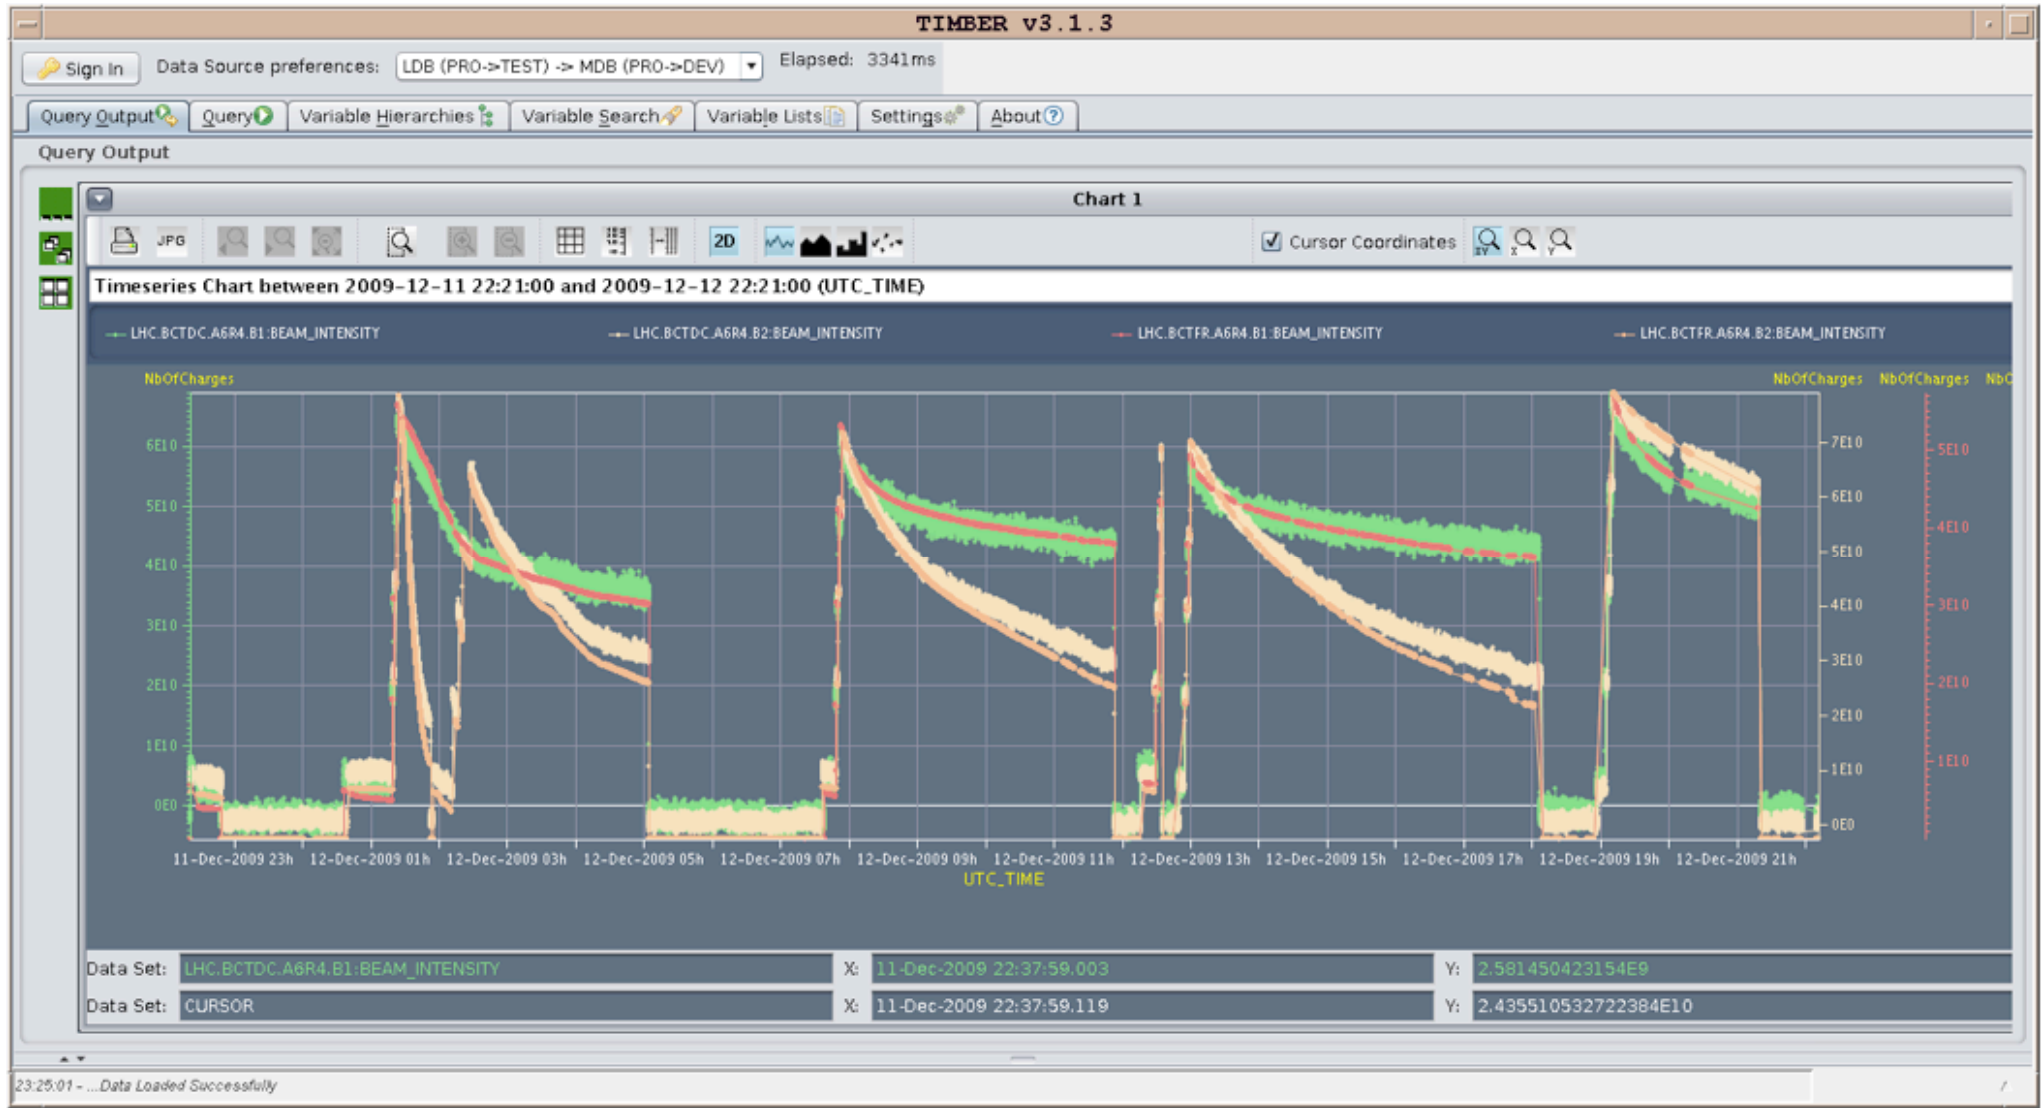 TIMBER v3.1.3
Sign In Data Source preferences: LDB (PRO->TEST) -> MDB (PRO->DEV) Elapsed: 3341ms
Query Output Query Variable Hierarchies Variable Search Variable Lists Settings About
Query Output
Chart 1
JPG 2D Cursor Coordinates XY X Y
Timeseries Chart between 2009-12-11 22:21:00 and 2009-12-12 22:21:00 (UTC_TIME)
LHC.BCTDC.A6R4.B1:BEAM_INTENSITY LHC.BCTDC.A6R4.B2:BEAM_INTENSITY LHC.BCTFR.A6R4.B1:BEAM_INTENSITY LHC.BCTFR.A6R4.B2:BEAM_INTENSITY
NbOfCharges NbOfCharges NbOfCharges NbO
6E10 7E10 5E10
5E10 6E10 4E10
4E10 5E10
3E10 4E10 3E10
2E10 3E10 2E10
1E10 2E10 1E10
0E0 1E10
0E0
11-Dec-2009 23h 12-Dec-2009 01h 12-Dec-2009 03h 12-Dec-2009 05h 12-Dec-2009 07h 12-Dec-2009 09h 12-Dec-2009 11h 12-Dec-2009 13h 12-Dec-2009 15h 12-Dec-2009 17h 12-Dec-2009 19h 12-Dec-2009 21h
UTC_TIME
Data Set: LHC.BCTDC.A6R4.B1:BEAM_INTENSITY X: 11-Dec-2009 22:37:59.003 Y: 2.581450423154E9
Data Set: CURSOR X: 11-Dec-2009 22:37:59.119 Y: 2.435510532722384E10
23:25:01 - ...Data Loaded Successfully